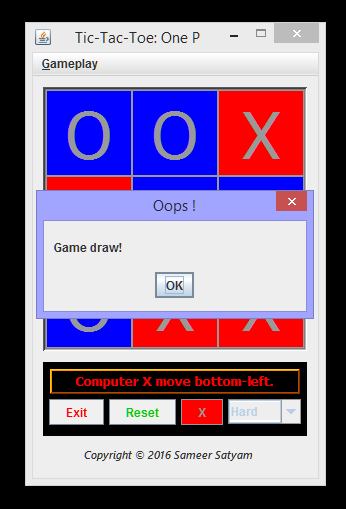 Tic-Tac-Toe: One P
Gameplay
O O X
Oops !
Game draw!
OK
O X X
Computer X move bottom-left.
Exit Reset X Hard
Copyright © 2016 Sameer Satyam